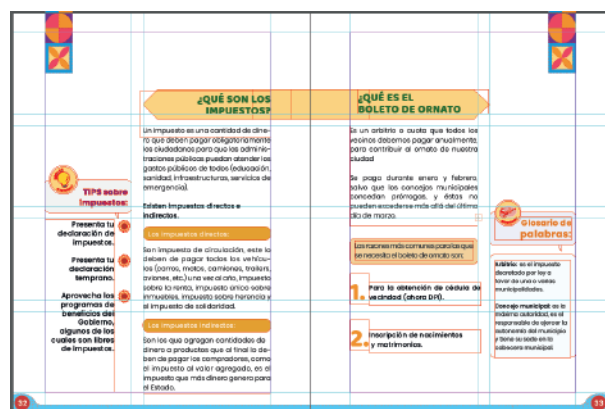 ¿QUÉ SON LOS
IMPUESTOS?
Un impuesto es una cantidad de dine-
ro que deben pagar obligatoriamente
los ciudadanos para que las adminis-
traciones públicas puedan atender los
gastos públicos de todos (educación,
sanidad, infraestructuras, servicios de
emergencia).
Existen impuestos directos e
indirectos.
Los impuestos directos:
Son impuesto de circulación, este lo
deben de pagar todos los vehícu-
los (carros, motos, camiones, trailers,
aviones, etc.) una vez al año, impuesto
sobre la renta, impuesto único sobre
inmuebles, impuesto sobre herencia y
el impuesto de solidaridad.
Los impuestos indirectos:
Son los que agregan cantidades de
dinero a productos que al final lo de-
ben de pagar los compradores, como
el impuesto al valor agregado, es el
impuesto que más dinero genera para
el Estado.
TIPS sobre
impuestos:
Presenta tu
declaración de
impuestos.
Presenta tu
declaración
temprano.
Aprovecha los
programas de
beneficios del
Gobierno,
algunos de los
cuales son libres
de impuestos.
32
¿QUÉ ES EL
BOLETO DE ORNATO
Es un arbitrio o cuota que todos los
vecinos debemos pagar anualmente,
para contribuir al ornato de nuestra
ciudad
Se paga durante enero y febrero,
salvo que los concejos municipales
concedan prórrogas, y éstas no
pueden excederse más allá del último
día de marzo.
Las razones más comunes para las que
se necesita el boleto de ornato son:
1. Para la obtención de cédula de
vecindad (ahora DPI).
2. Inscripción de nacimientos
y matrimonios.
Glosario de
palabras:
Arbitrio: es el impuesto
decretado por ley a
favor de una o varias
municipalidades.
Concejo municipal: es la
máxima autoridad, es el
responsable de ejercer la
autonomía del municipio
y tiene su sede en la
cabecera municipal.
33